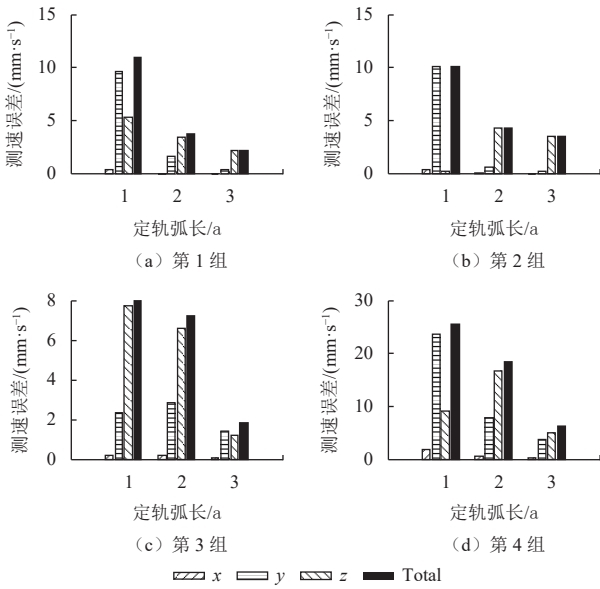 15
10
5
0
测速误差/(mm·s⁻¹)
1 2 3
定轨弧长/a
（a）第 1 组
15
10
5
0
测速误差/(mm·s⁻¹)
1 2 3
定轨弧长/a
（b）第 2 组
8
6
4
2
0
测速误差/(mm·s⁻¹)
1 2 3
定轨弧长/a
（c）第 3 组
30
20
10
0
测速误差/(mm·s⁻¹)
1 2 3
定轨弧长/a
（d）第 4 组
x y z Total